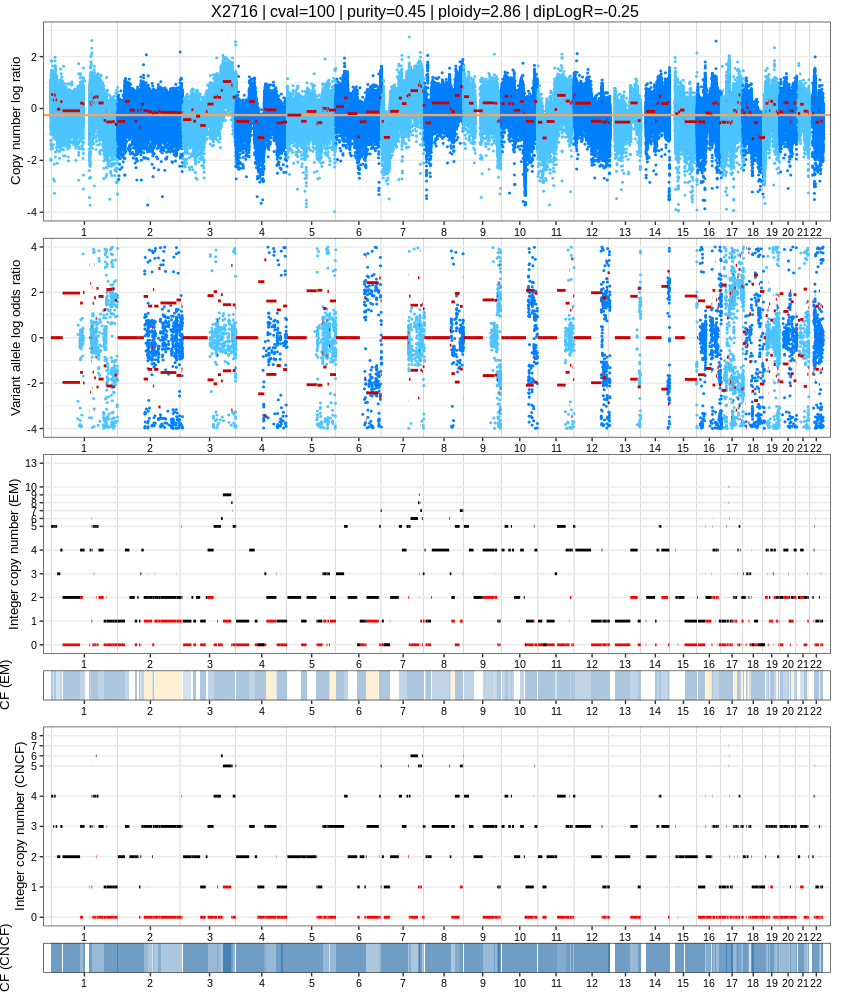 X2716 | cval=100 | purity=0.45 | ploidy=2.86 | dipLogR=-0.25
Copy number log ratio
2
0
-2
-4
1 2 3 4 5 6 7 8 9 10 11 12 13 14 15 16 17 18 19 20 21 22
Variant allele log odds ratio
4
2
0
-2
-4
1 2 3 4 5 6 7 8 9 10 11 12 13 14 15 16 17 18 19 20 21 22
Integer copy number (EM)
13
10
9
8
7
6
5
4
3
2
1
0
1 2 3 4 5 6 7 8 9 10 11 12 13 14 15 16 17 18 19 20 21 22
CF (EM)
1 2 3 4 5 6 7 8 9 10 11 12 13 14 15 16 17 18 19 20 21 22
Integer copy number (CNCF)
8
7
6
5
4
3
2
1
0
1 2 3 4 5 6 7 8 9 10 11 12 13 14 15 16 17 18 19 20 21 22
CF (CNCF)
1 2 3 4 5 6 7 8 9 10 11 12 13 14 15 16 17 18 19 20 21 22